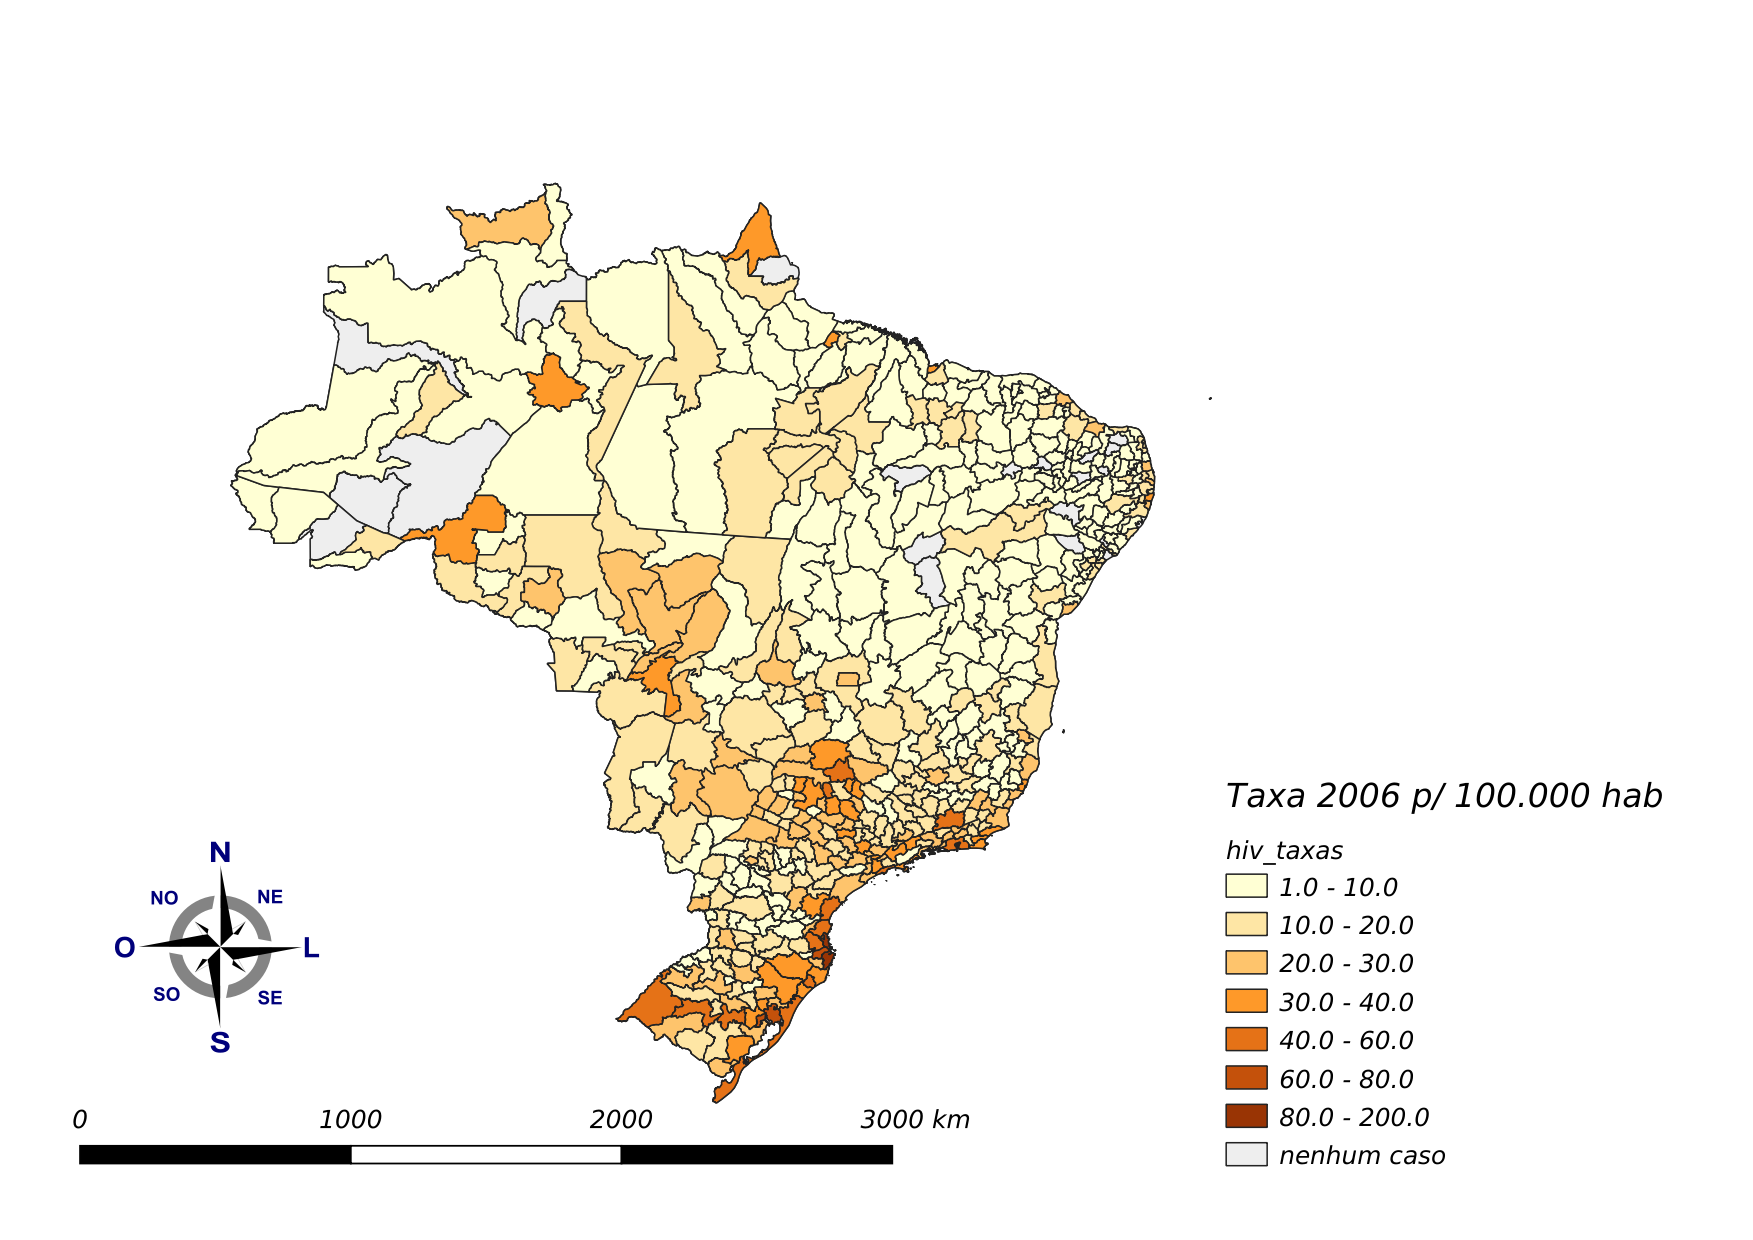 N
NO NE
O L
SO SE
S
0 1000 2000 3000 km
Taxa 2006 p/ 100.000 hab
hiv_taxas
1.0 - 10.0
10.0 - 20.0
20.0 - 30.0
30.0 - 40.0
40.0 - 60.0
60.0 - 80.0
80.0 - 200.0
nenhum caso